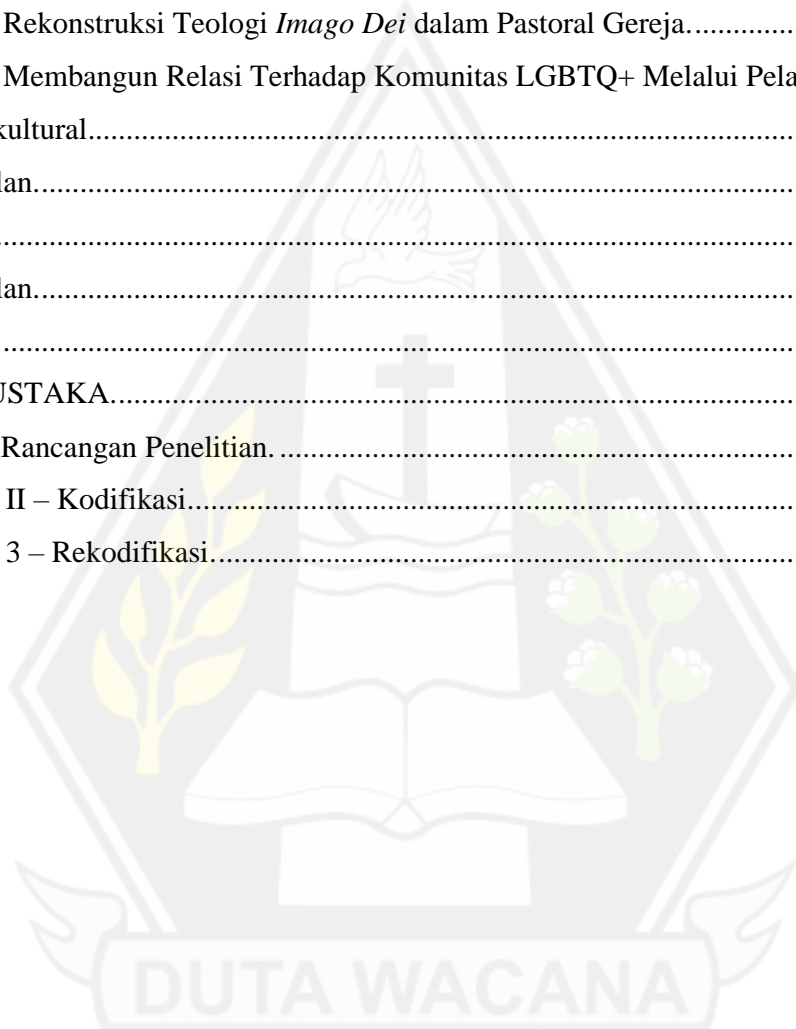 Rekonstruksi Teologi Imago Dei dalam Pastoral Gereja..............
Membangun Relasi Terhadap Komunitas LGBTQ+ Melalui Pela
kultural.....................................................................................................
lan.............................................................................................................
..................................................................................................................
lan.............................................................................................................
..................................................................................................................
USTAKA..................................................................................................
Rancangan Penelitian. ........................................................................
II – Kodifikasi.......................................................................................
3 – Rekodifikasi.....................................................................................
DUTA WACANA